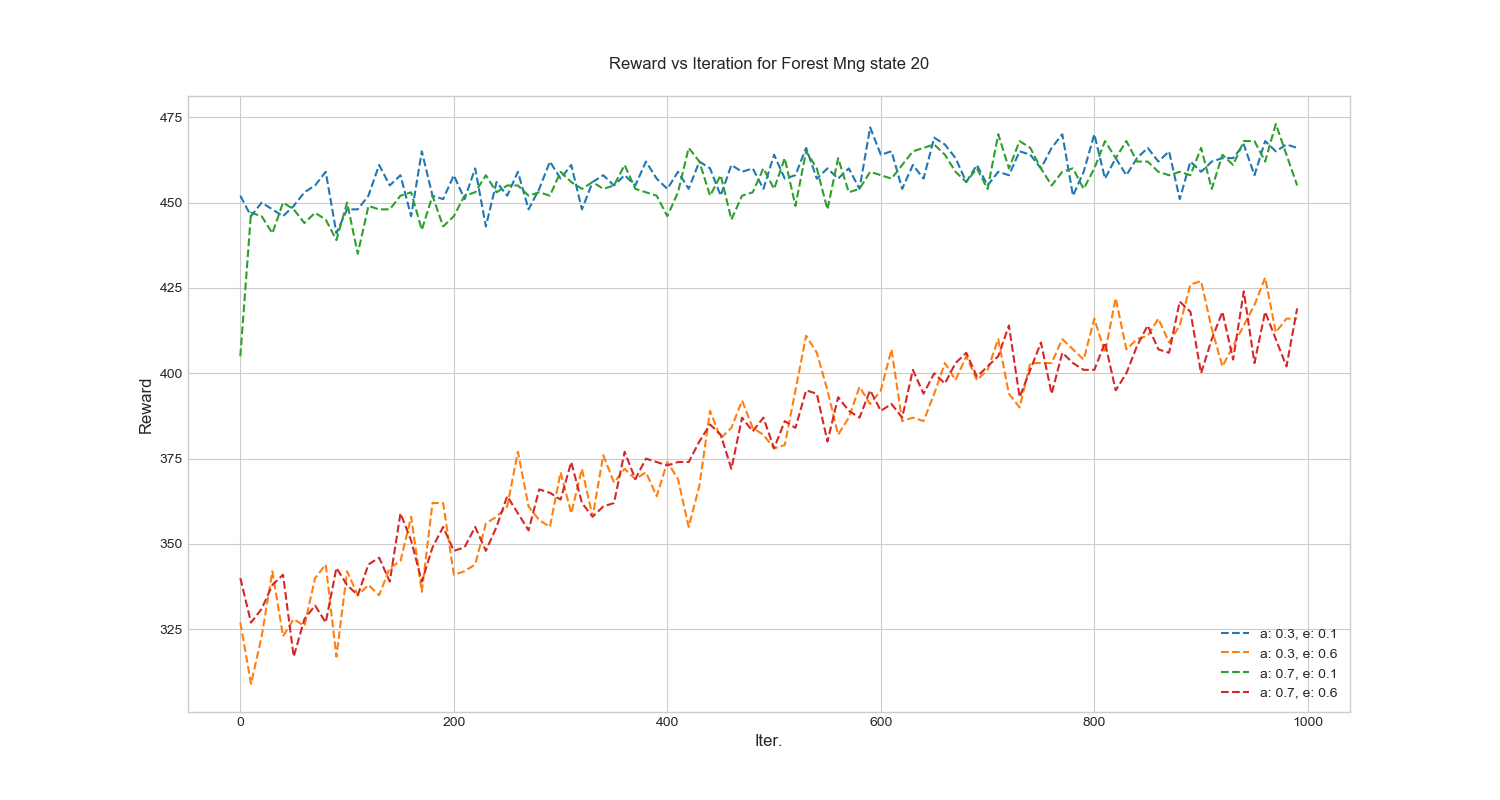 Reward vs Iteration for Forest Mng state 20
475
450
425
400
375
350
325
Reward
0 200 400 600 800 1000
Iter.
a: 0.3, e: 0.1
a: 0.3, e: 0.6
a: 0.7, e: 0.1
a: 0.7, e: 0.6